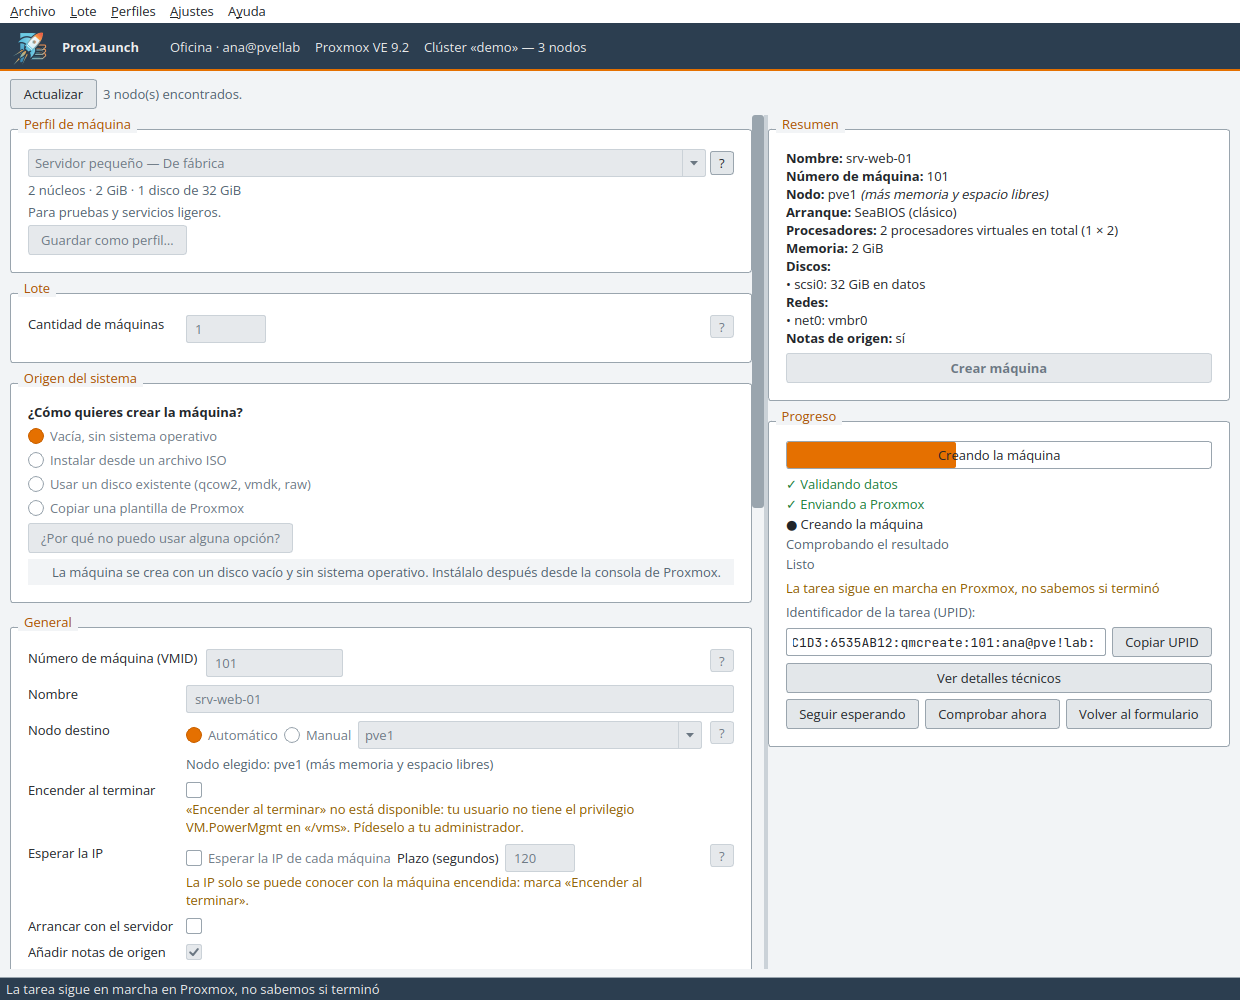 Archivo Lote Perfiles Ajustes Ayuda
ProxLaunch Oficina · ana@pve!lab Proxmox VE 9.2 Clúster «demo» — 3 nodos
Actualizar 3 nodo(s) encontrados.
Perfil de máquina
Servidor pequeño — De fábrica ?
2 núcleos · 2 GiB · 1 disco de 32 GiB
Para pruebas y servicios ligeros.
Guardar como perfil...
Lote
Cantidad de máquinas 1 ?
Origen del sistema
¿Cómo quieres crear la máquina?
Vacía, sin sistema operativo
Instalar desde un archivo ISO
Usar un disco existente (qcow2, vmdk, raw)
Copiar una plantilla de Proxmox
¿Por qué no puedo usar alguna opción?
La máquina se crea con un disco vacío y sin sistema operativo. Instálalo después desde la consola de Proxmox.
General
Número de máquina (VMID) 101 ?
Nombre srv-web-01
Nodo destino Automático Manual pve1 ?
Nodo elegido: pve1 (más memoria y espacio libres)
Encender al terminar
«Encender al terminar» no está disponible: tu usuario no tiene el privilegio
VM.PowerMgmt en «/vms». Pídeselo a tu administrador.
Esperar la IP Esperar la IP de cada máquina Plazo (segundos) 120 ?
La IP solo se puede conocer con la máquina encendida: marca «Encender al
terminar».
Arrancar con el servidor
Añadir notas de origen
Resumen
Nombre: srv-web-01
Número de máquina: 101
Nodo: pve1 (más memoria y espacio libres)
Arranque: SeaBIOS (clásico)
Procesadores: 2 procesadores virtuales en total (1 × 2)
Memoria: 2 GiB
Discos:
• scsi0: 32 GiB en datos
Redes:
• net0: vmbr0
Notas de origen: sí
Crear máquina
Progreso
Creando la máquina
✓ Validando datos
✓ Enviando a Proxmox
● Creando la máquina
Comprobando el resultado
Listo
La tarea sigue en marcha en Proxmox, no sabemos si terminó
Identificador de la tarea (UPID):
C1D3:6535AB12:qmcreate:101:ana@pve!lab: Copiar UPID
Ver detalles técnicos
Seguir esperando Comprobar ahora Volver al formulario
La tarea sigue en marcha en Proxmox, no sabemos si terminó